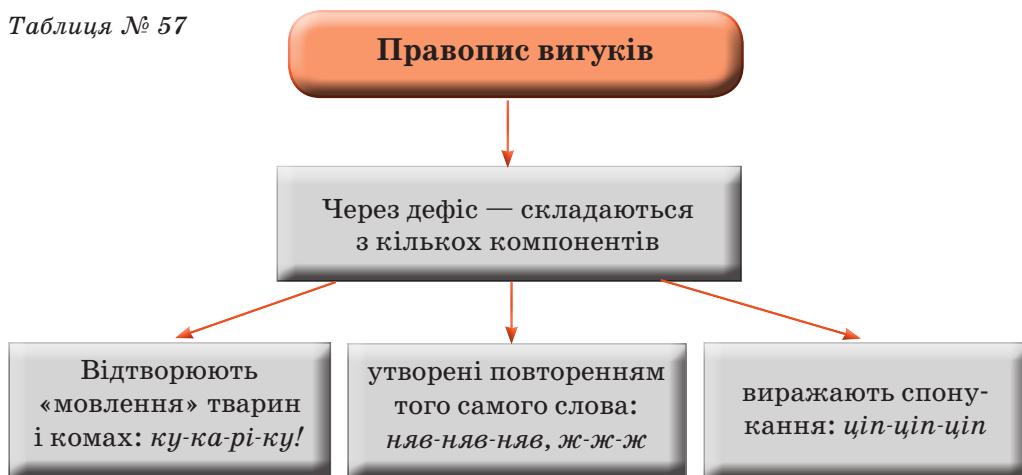 Таблиця № 57
Правопис вигуків
Через дефіс — складаються
з кількох компонентів
Відтворюють
«мовлення» тварин
і комах: ку-ка-рі-ку!
утворені повторенням
того самого слова:
няв-няв-няв, ж-ж-ж
виражають спону-
кання: ціп-ціп-ціп